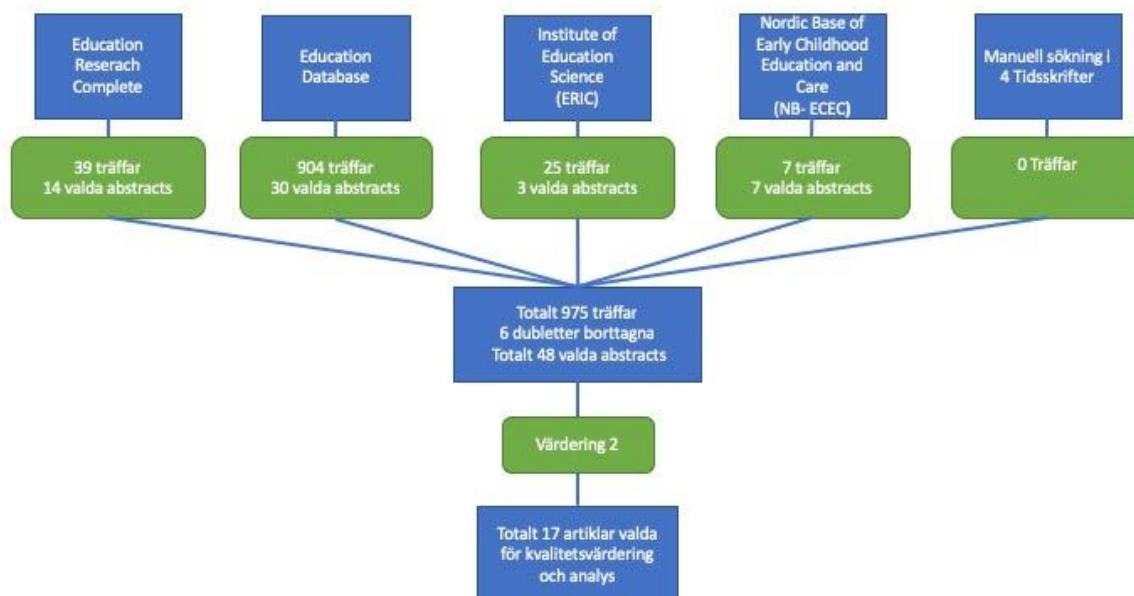 Education
Reserach
Complete
Education
Database
Institute of
Education
Science
(ERIC)
Nordic Base of
Early Childhood
Education and
Care
(NB- ECEC)
Manuell sökning i
4 Tidsskrifter
39 träffar
14 valda abstracts
904 träffar
30 valda abstracts
25 träffar
3 valda abstracts
7 träffar
7 valda abstracts
0 Träffar
Totalt 975 träffar
6 dubletter borttagna
Totalt 48 valda abstracts
Värdering 2
Totalt 17 artiklar valda
för kvalitetsvärdering
och analys